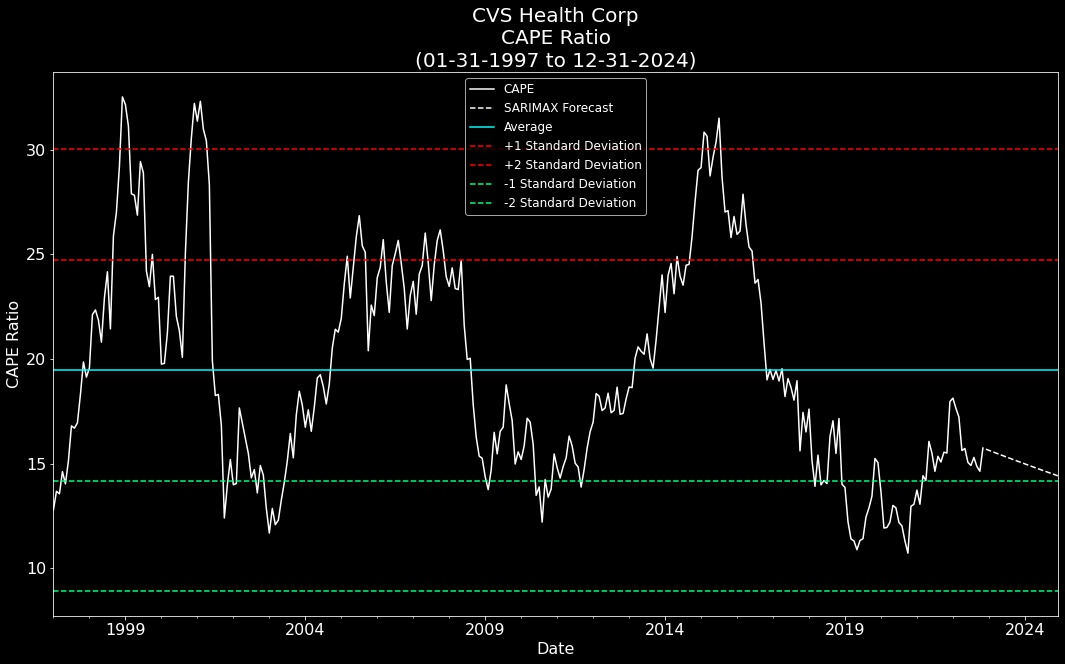 CVS Health Corp
CAPE Ratio
(01-31-1997 to 12-31-2024)
CAPE
SARIMAX Forecast
Average
+1 Standard Deviation
+2 Standard Deviation
-1 Standard Deviation
-2 Standard Deviation
30
25
20
15
10
CAPE Ratio
1999
2004
2009
2014
2019
2024
Date